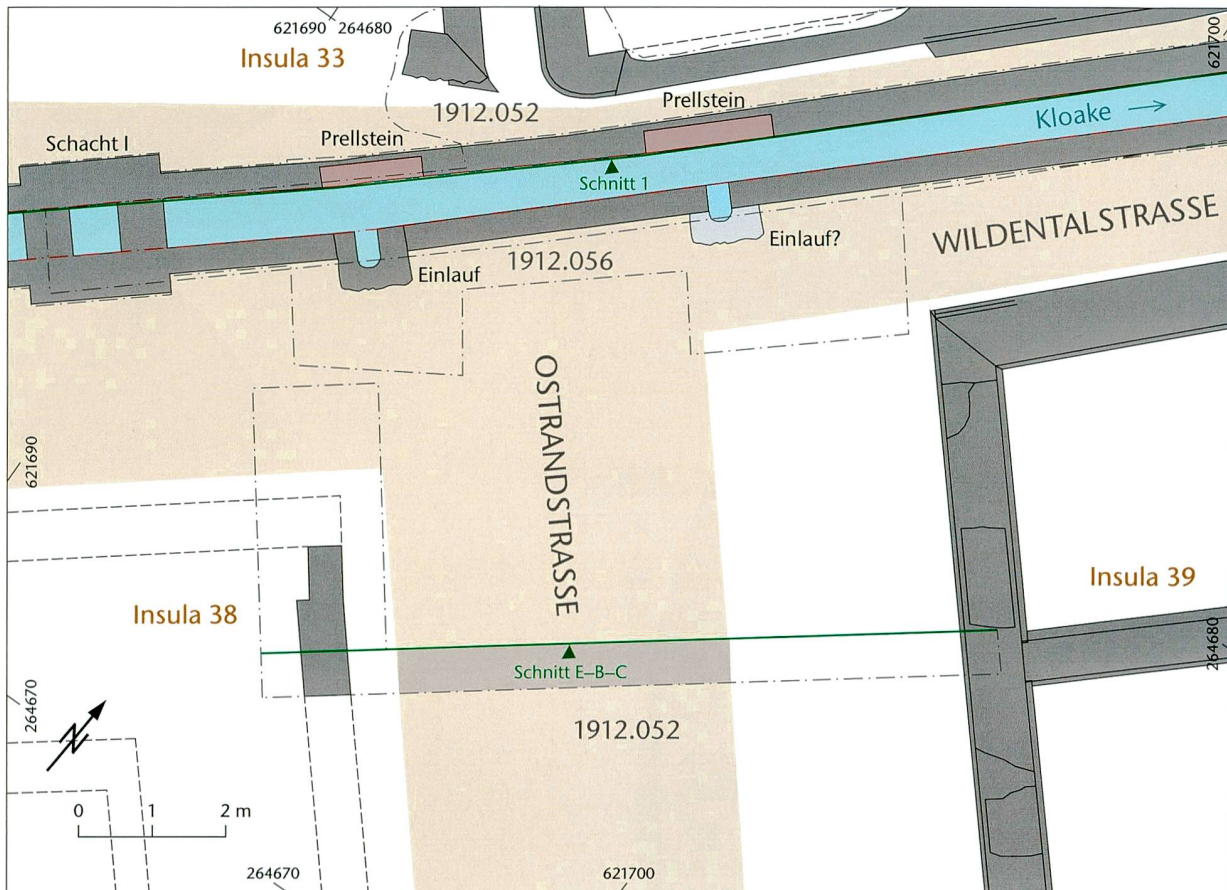 621690 264680
Insula 33
621700
1912.052
Prellstein
Kloake →
Schacht I
Prellstein
Schnitt 1
WILDENTALSTRASSE
Einlauf?
1912.056
Einlauf
OSTRANDSTRASSE
621690
Insula 39
Insula 38
264680
Schnitt E–B–C
264670
1912.052
N
0 1 2 m
264670
621700